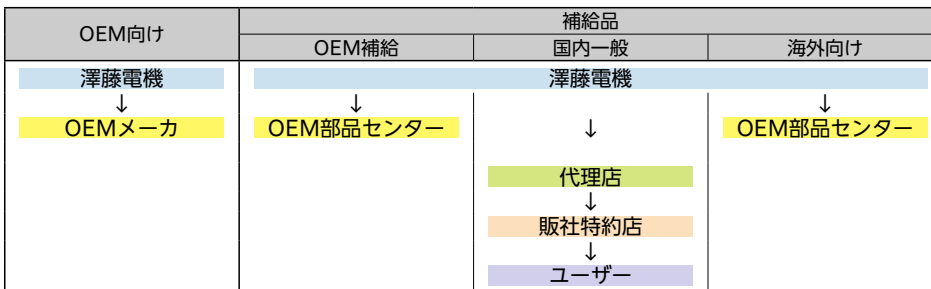 OEM向け 補給品
OEM補給 国内一般 海外向け
澤藤電機 澤藤電機
↓ ↓ ↓
OEMメーカ OEM部品センター ↓ OEM部品センター
代理店
↓
販社特約店
↓
ユーザー